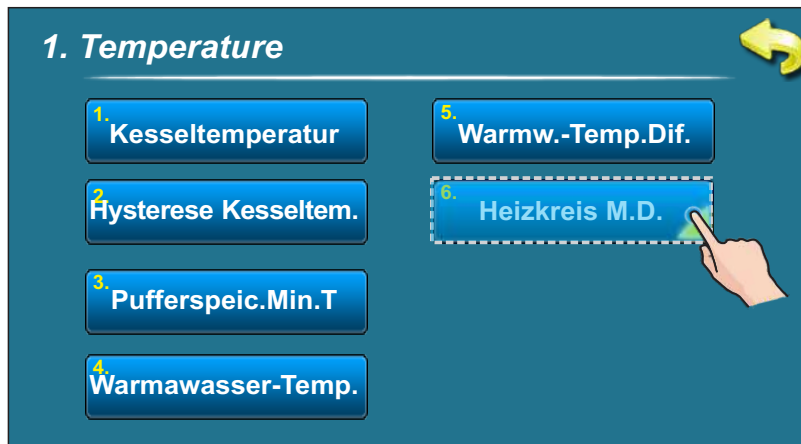 1. Temperature
1.
Kesseltemperatur
2.
Hysterese Kesseltem.
3.
Pufferspeic.Min.T
4.
Warmawasser-Temp.
5.
Warmw.-Temp.Dif.
6.
Heizkreis M.D.